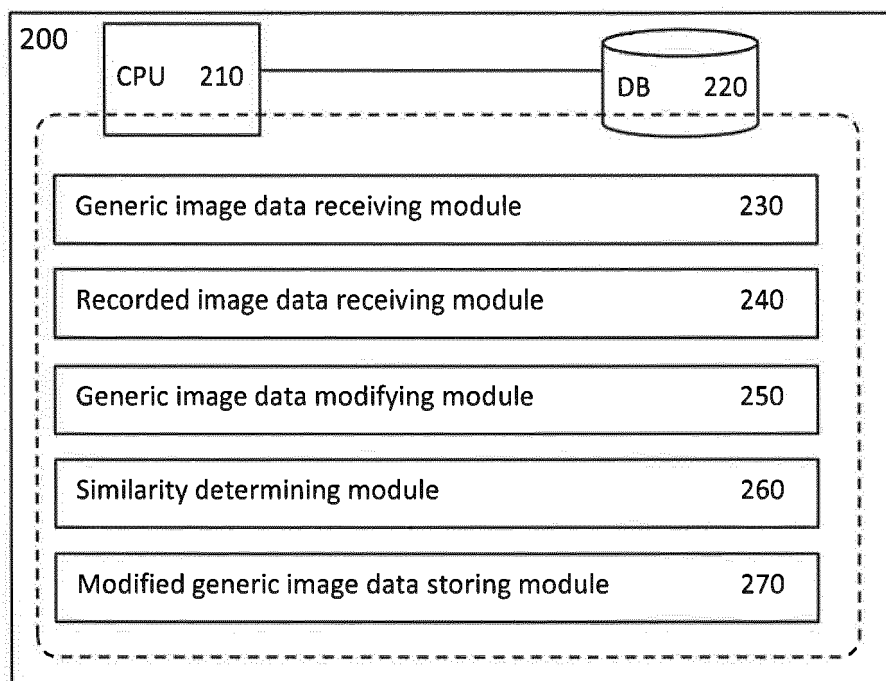 200
CPU 210
DB 220
Generic image data receiving module 230
Recorded image data receiving module 240
Generic image data modifying module 250
Similarity determining module 260
Modified generic image data storing module 270